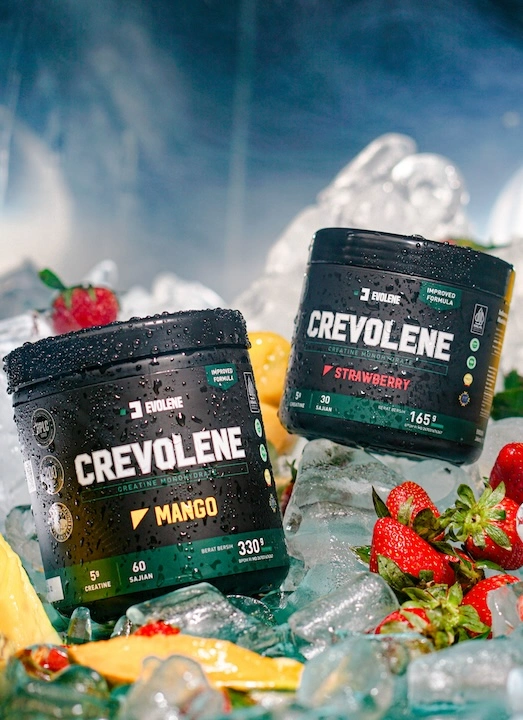 EVOLENE
IMPROVED
FORMULA
CREVOLENE
CREATINE MONOHYDRATE
MANGO
5g
CREATINE
60
SAJIAN
BERAT BERSIH
330g
EVOLENE
IMPROVED
FORMULA
CREVOLENE
CREATINE MONOHYDRATE
STRAWBERRY
5g
CREATINE
30
SAJIAN
BERAT BERSIH
165g